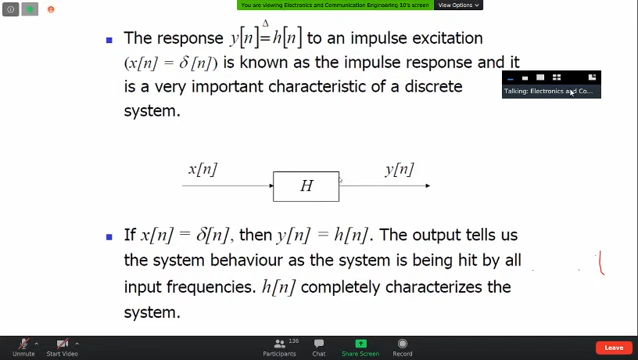 You are viewing Electronics and Communication Engineering 10's screen
View Options
The response y[n] ≜ h[n] to an impulse excitation
(x[n] = δ[n]) is known as the impulse response and it
is a very important characteristic of a discrete
system.
Talking: Electronics and Co...
x[n]
H
y[n]
If x[n] = δ[n], then y[n] = h[n]. The output tells us
the system behaviour as the system is being hit by all
input frequencies. h[n] completely characterizes the
system.
Unmute
Start Video
Participants
126
Chat
Share Screen
Record
Leave